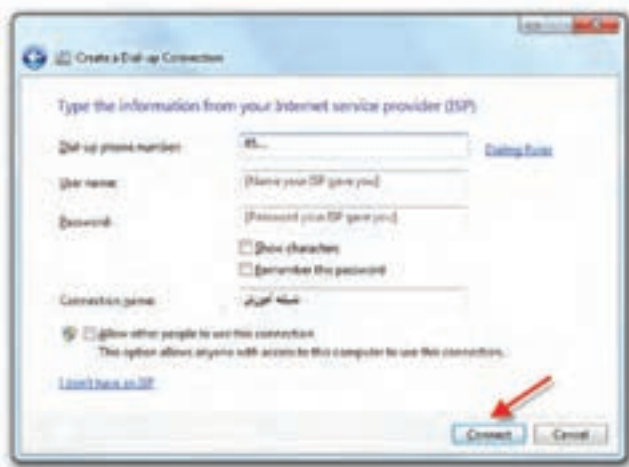 Create a Dial-up Connection
Type the information from your Internet service provider (ISP)
Dial-up phone number:
Dialing Rules
User name:
[Name your ISP gave you]
Password:
[Password your ISP gave you]
Show characters
Remember this password
Connection name:
Allow other people to use this connection
This option allows anyone with access to this computer to use this connection.
I don't have an ISP
Connect
Cancel